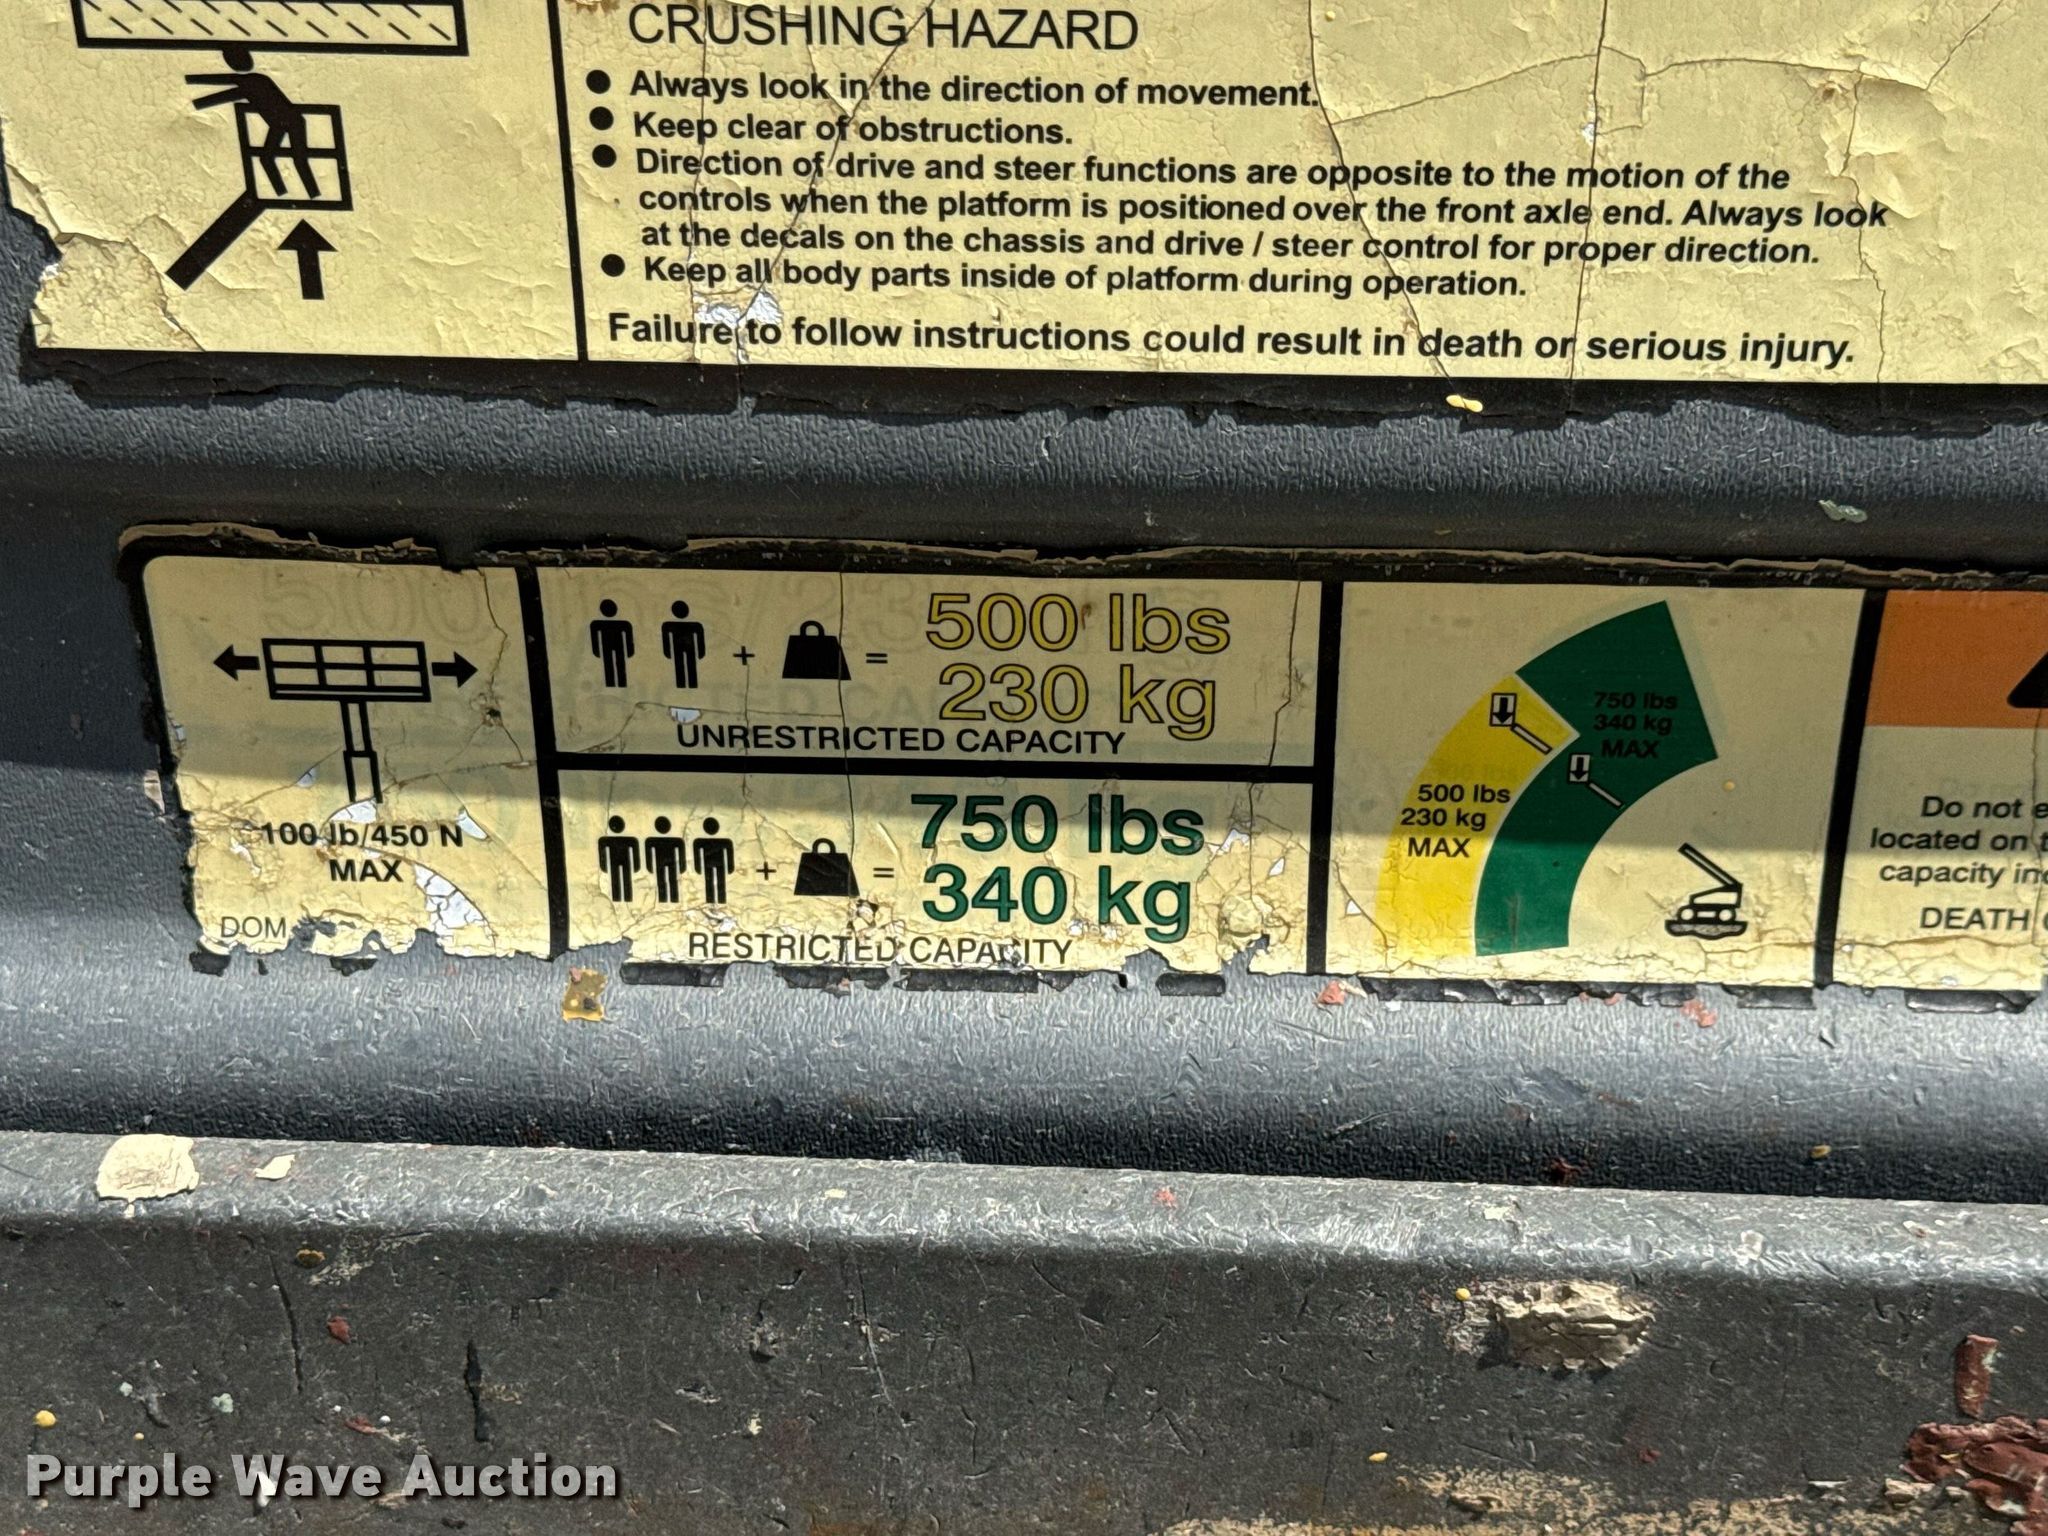 CRUSHING HAZARD
● Always look in the direction of movement.
● Keep clear of obstructions.
● Direction of drive and steer functions are opposite to the motion of the
controls when the platform is positioned over the front axle end. Always look
at the decals on the chassis and drive / steer control for proper direction.
● Keep all body parts inside of platform during operation.
Failure to follow instructions could result in death or serious injury.
100 lb/450 N
MAX
DOM
+ = 500 lbs
230 kg
UNRESTRICTED CAPACITY
+ = 750 lbs
340 kg
RESTRICTED CAPACITY
750 lbs
340 kg
MAX
500 lbs
230 kg
MAX
Do not
located on
capacity
DEATH
Purple Wave Auction